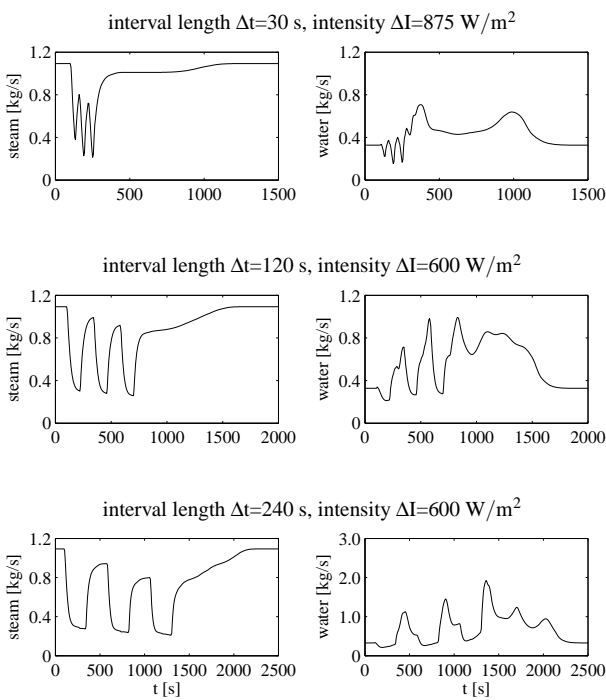 interval length Δt=30 s, intensity ΔI=875 W/m²
steam [kg/s]
1.2
0.8
0.4
0
0 500 1000 1500
water [kg/s]
1.2
0.8
0.4
0
0 500 1000 1500
interval length Δt=120 s, intensity ΔI=600 W/m²
steam [kg/s]
1.2
0.8
0.4
0
0 500 1000 1500 2000
water [kg/s]
1.2
0.8
0.4
0
0 500 1000 1500 2000
interval length Δt=240 s, intensity ΔI=600 W/m²
steam [kg/s]
1.2
0.8
0.4
0
0 500 1000 1500 2000 2500
t [s]
water [kg/s]
3.0
2.0
1.0
0
0 500 1000 1500 2000 2500
t [s]